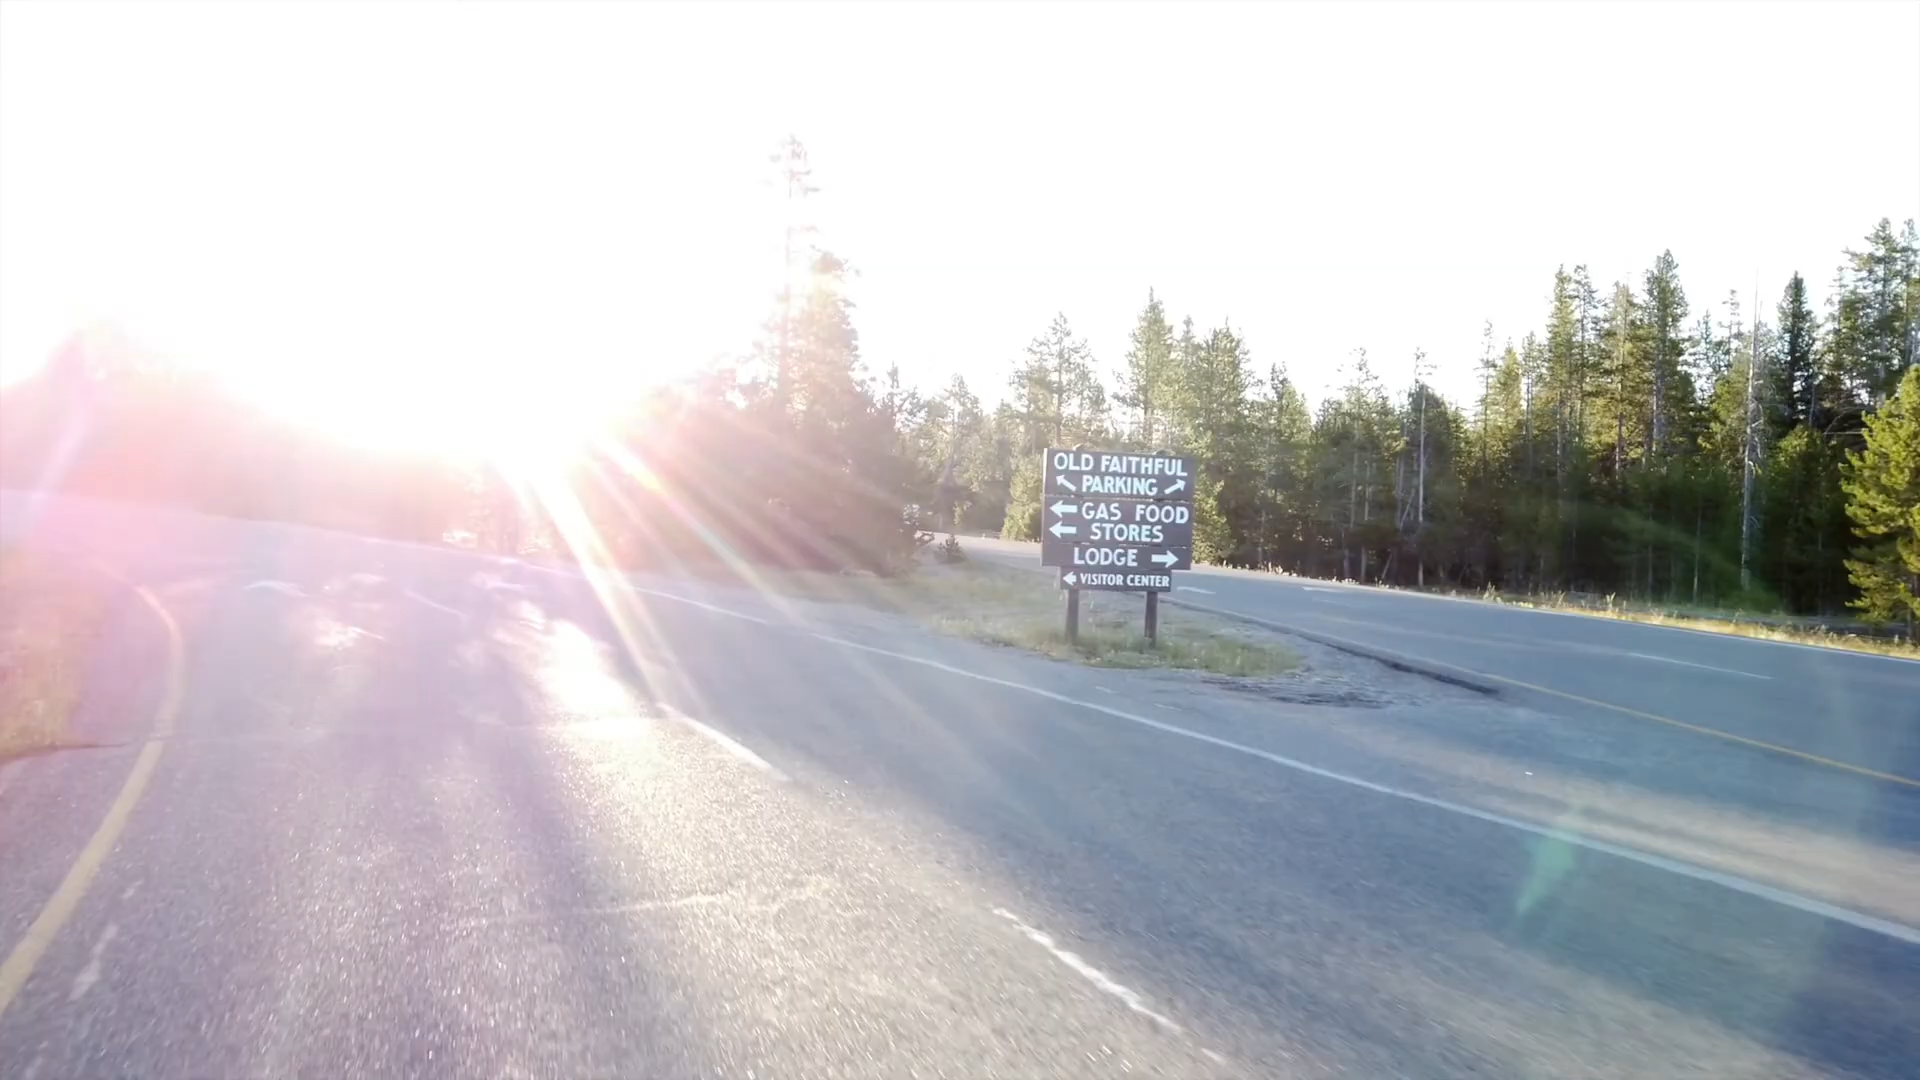 OLD FAITHFUL
↖ PARKING ↗
← GAS FOOD
← STORES
LODGE →
← VISITOR CENTER